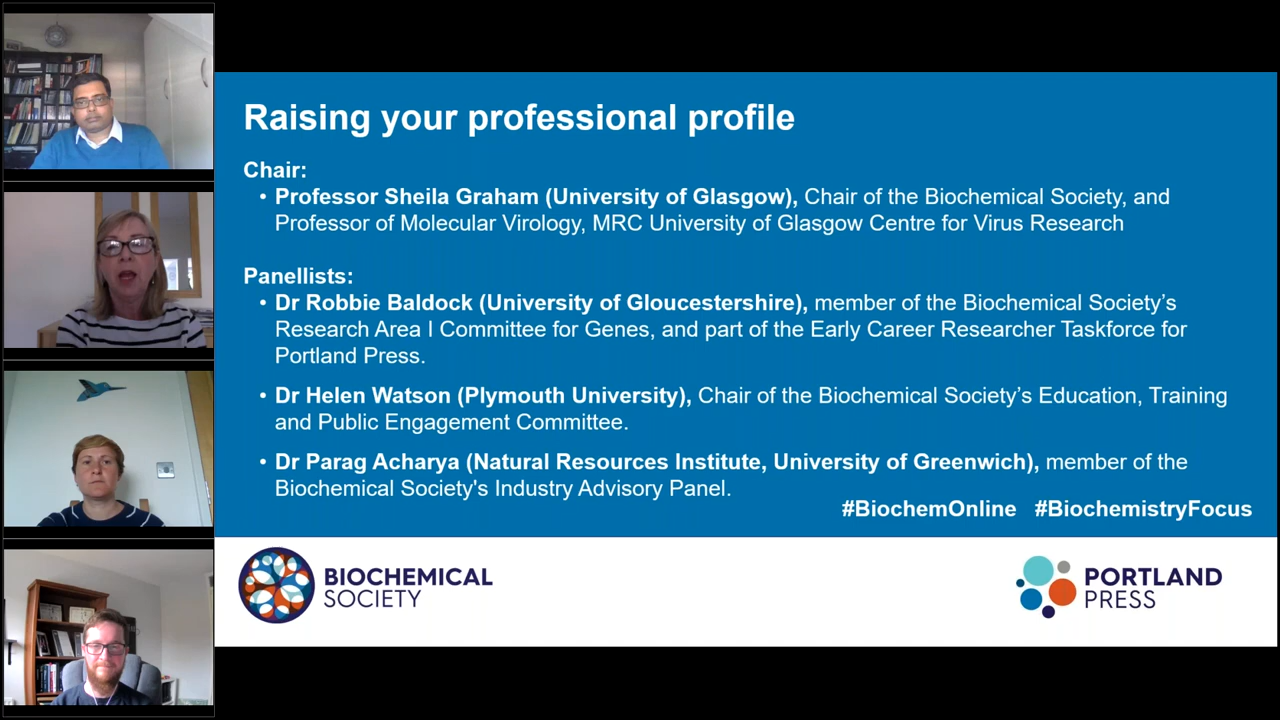 Raising your professional profile
Chair:
• Professor Sheila Graham (University of Glasgow), Chair of the Biochemical Society, and
Professor of Molecular Virology, MRC University of Glasgow Centre for Virus Research
Panellists:
• Dr Robbie Baldock (University of Gloucestershire), member of the Biochemical Society’s
Research Area I Committee for Genes, and part of the Early Career Researcher Taskforce for
Portland Press.
• Dr Helen Watson (Plymouth University), Chair of the Biochemical Society’s Education, Training
and Public Engagement Committee.
• Dr Parag Acharya (Natural Resources Institute, University of Greenwich), member of the
Biochemical Society's Industry Advisory Panel.
#BiochemOnline #BiochemistryFocus
BIOCHEMICAL
SOCIETY
PORTLAND
PRESS